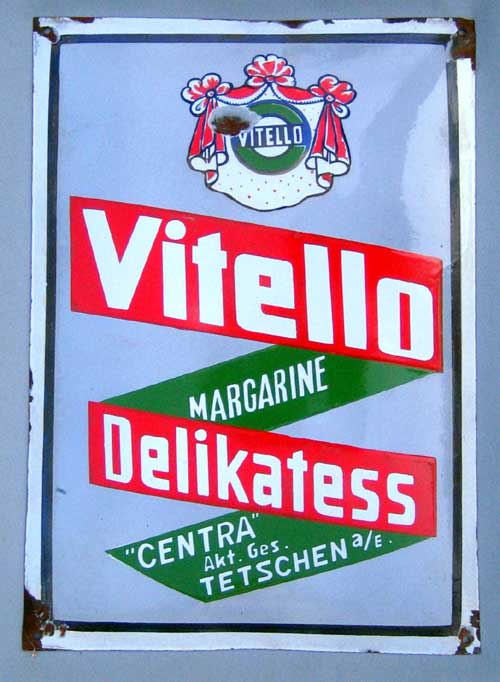 VITELLO
Vitello
MARGARINE
Delikatess
"CENTRA"
Akt. Ges.
TETSCHEN a/E.